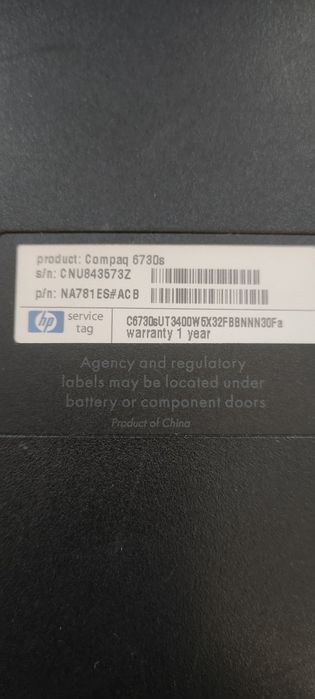 product: Compaq 6730s
s/n: CNU843573Z
p/n: NA781ES#ACB
hp service tag
C6730sUT3400W5X32FBBNNN30Fa
warranty 1 year
Agency and regulatory
labels may be located under
battery or component doors
Product of China